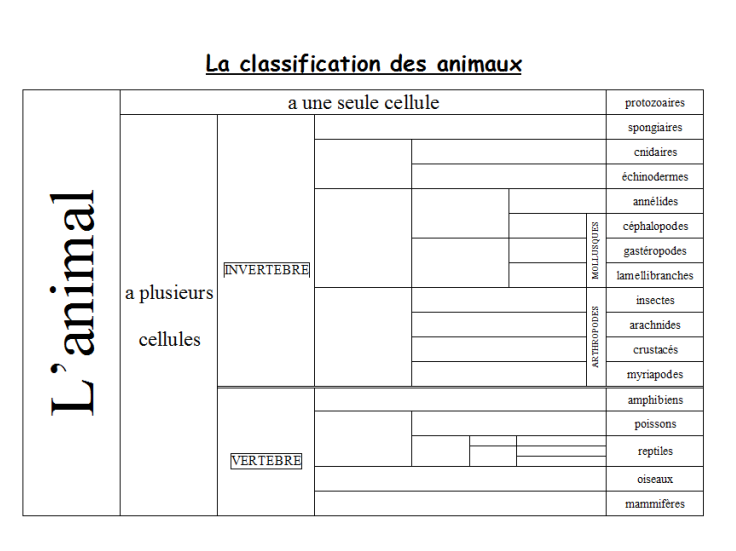 La classification des animaux
L'animal
a une seule cellule
protozoaires
a plusieurs
cellules
INVERTEBRE
spongiaires
cnidaires
échinodermes
annélides
MOLLUSQUES
céphalopodes
gastéropodes
lamellibranches
ARTHROPODES
insectes
arachnides
crustacés
myriapodes
VERTEBRE
amphibiens
poissons
reptiles
oiseaux
mammifères